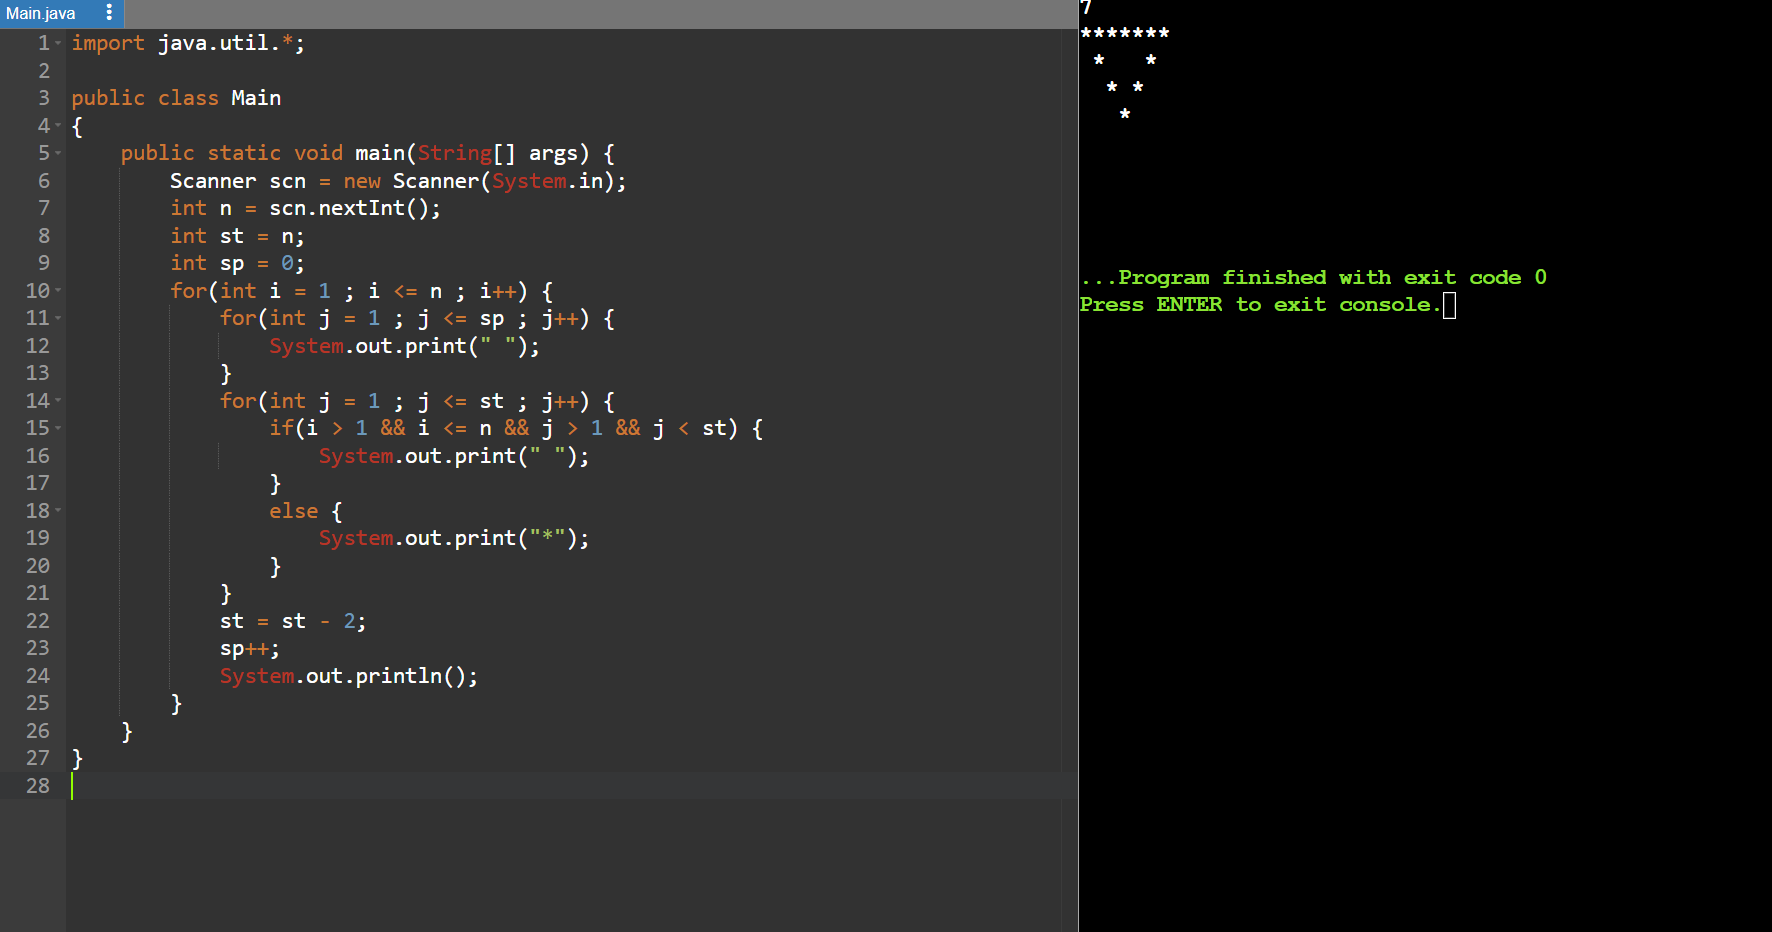 Main.java
1 import java.util.*;
2
3 public class Main
4 {
5     public static void main(String[] args) {
6         Scanner scn = new Scanner(System.in);
7         int n = scn.nextInt();
8         int st = n;
9         int sp = 0;
10         for(int i = 1 ; i <= n ; i++) {
11             for(int j = 1 ; j <= sp ; j++) {
12                 System.out.print(" ");
13             }
14             for(int j = 1 ; j <= st ; j++) {
15                 if(i > 1 && i <= n && j > 1 && j < st) {
16                     System.out.print(" ");
17                 }
18                 else {
19                     System.out.print("*");
20                 }
21             }
22             st = st - 2;
23             sp++;
24             System.out.println();
25         }
26     }
27 }
28
7
*******
 *   *
  * *
   *
...Program finished with exit code 0
Press ENTER to exit console.